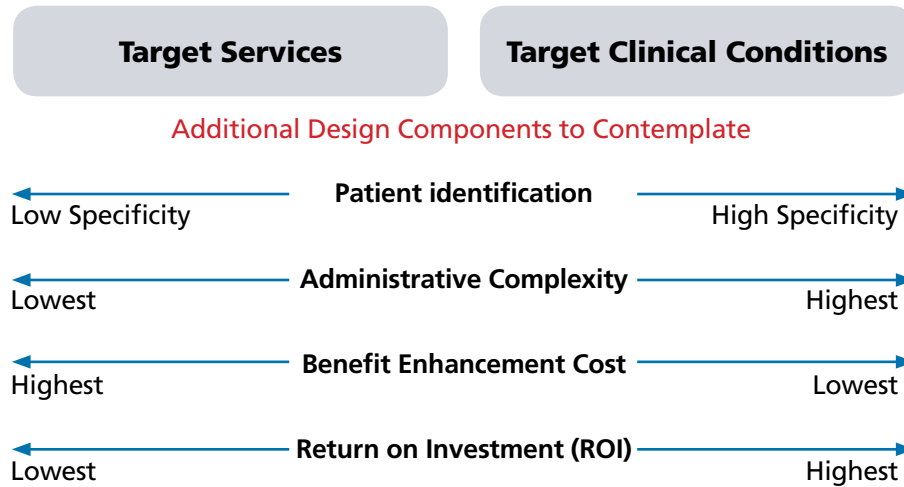 Target Services
Target Clinical Conditions
Additional Design Components to Contemplate
Patient identification
Low Specificity
High Specificity
Administrative Complexity
Lowest
Highest
Benefit Enhancement Cost
Highest
Lowest
Return on Investment (ROI)
Lowest
Highest